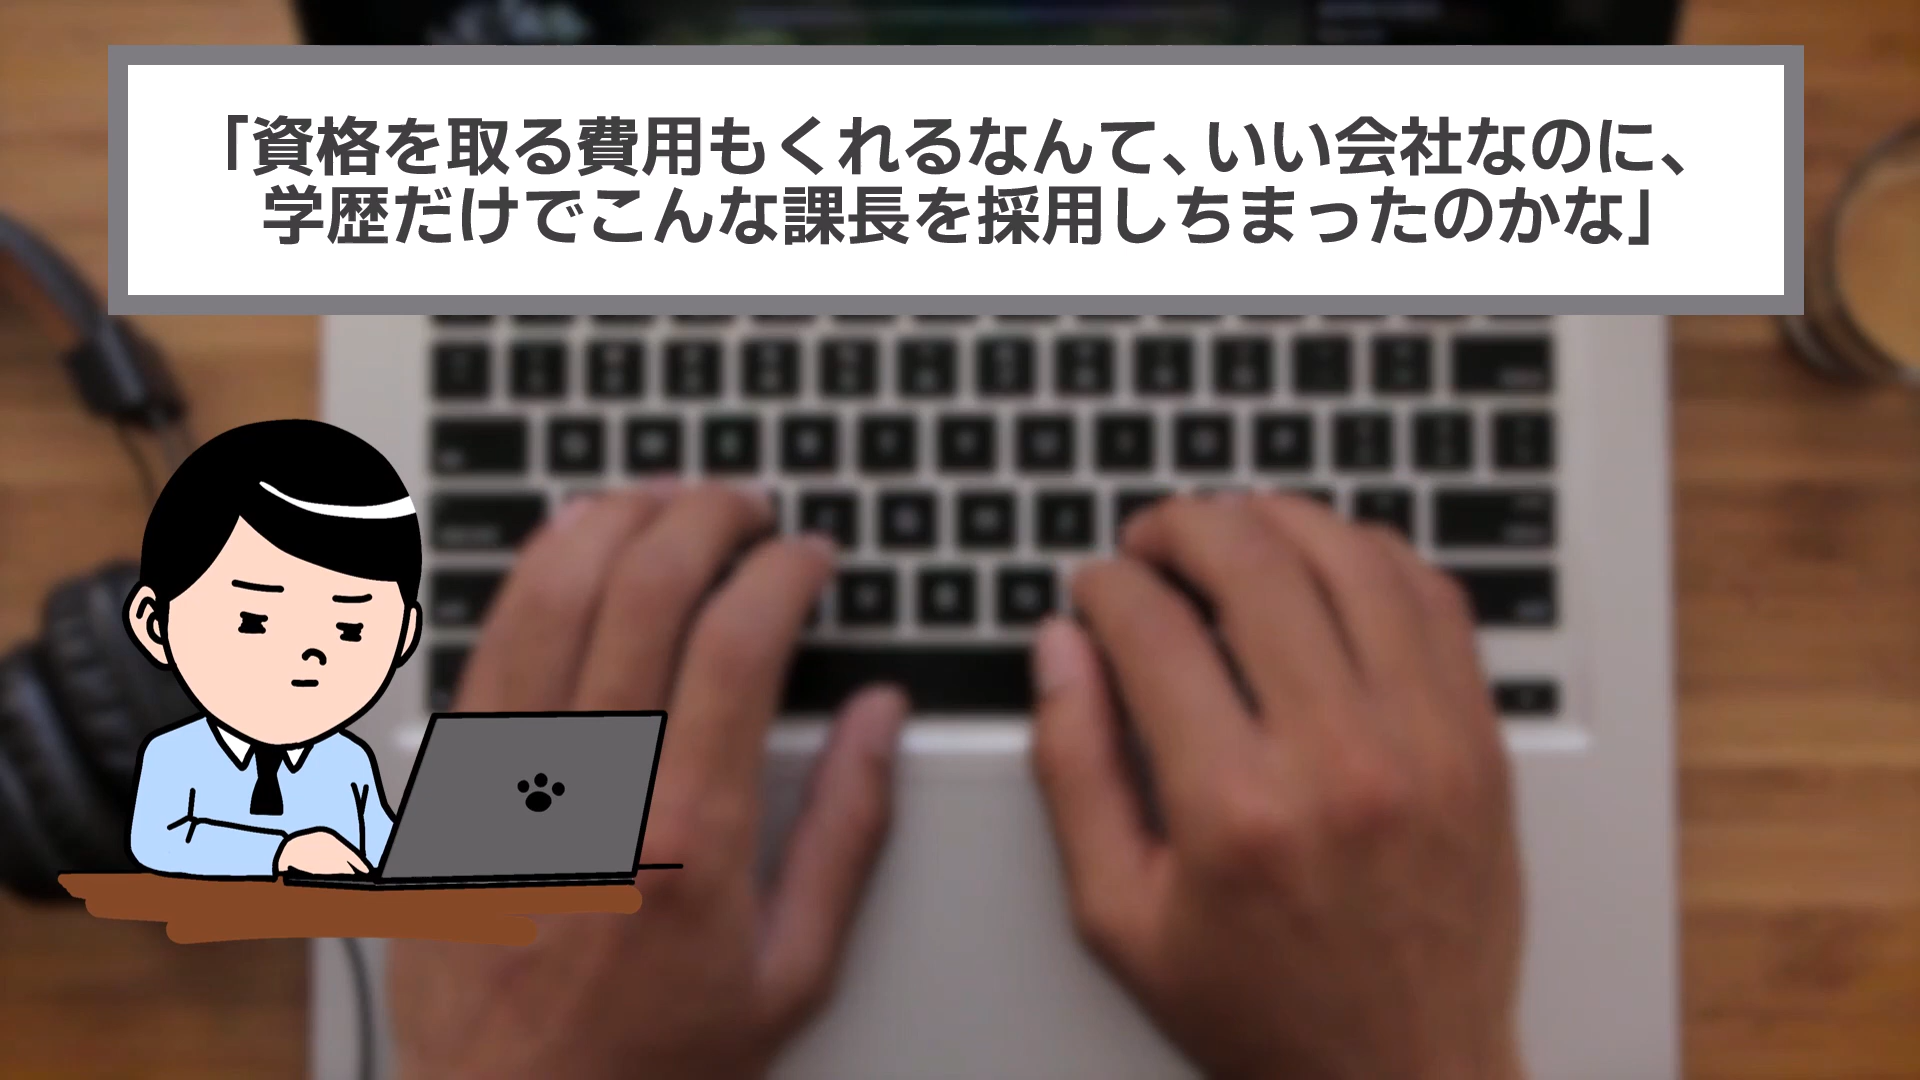 「資格を取る費用もくれるなんて、いい会社なのに、
学歴だけでこんな課長を採用しちまったのかな」